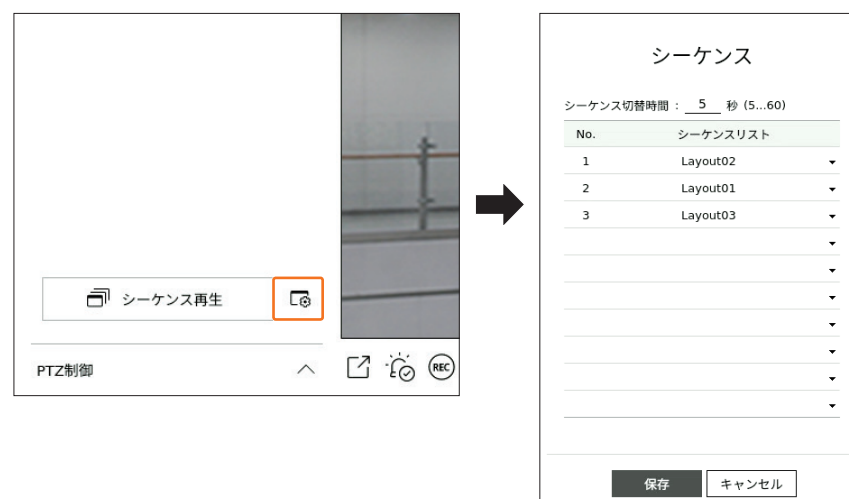 シーケンス再生
PTZ制御
REC
シーケンス
シーケンス切替時間 : 5 秒 (5...60)
No. シーケンスリスト
1 Layout02
2 Layout01
3 Layout03
保存 キャンセル